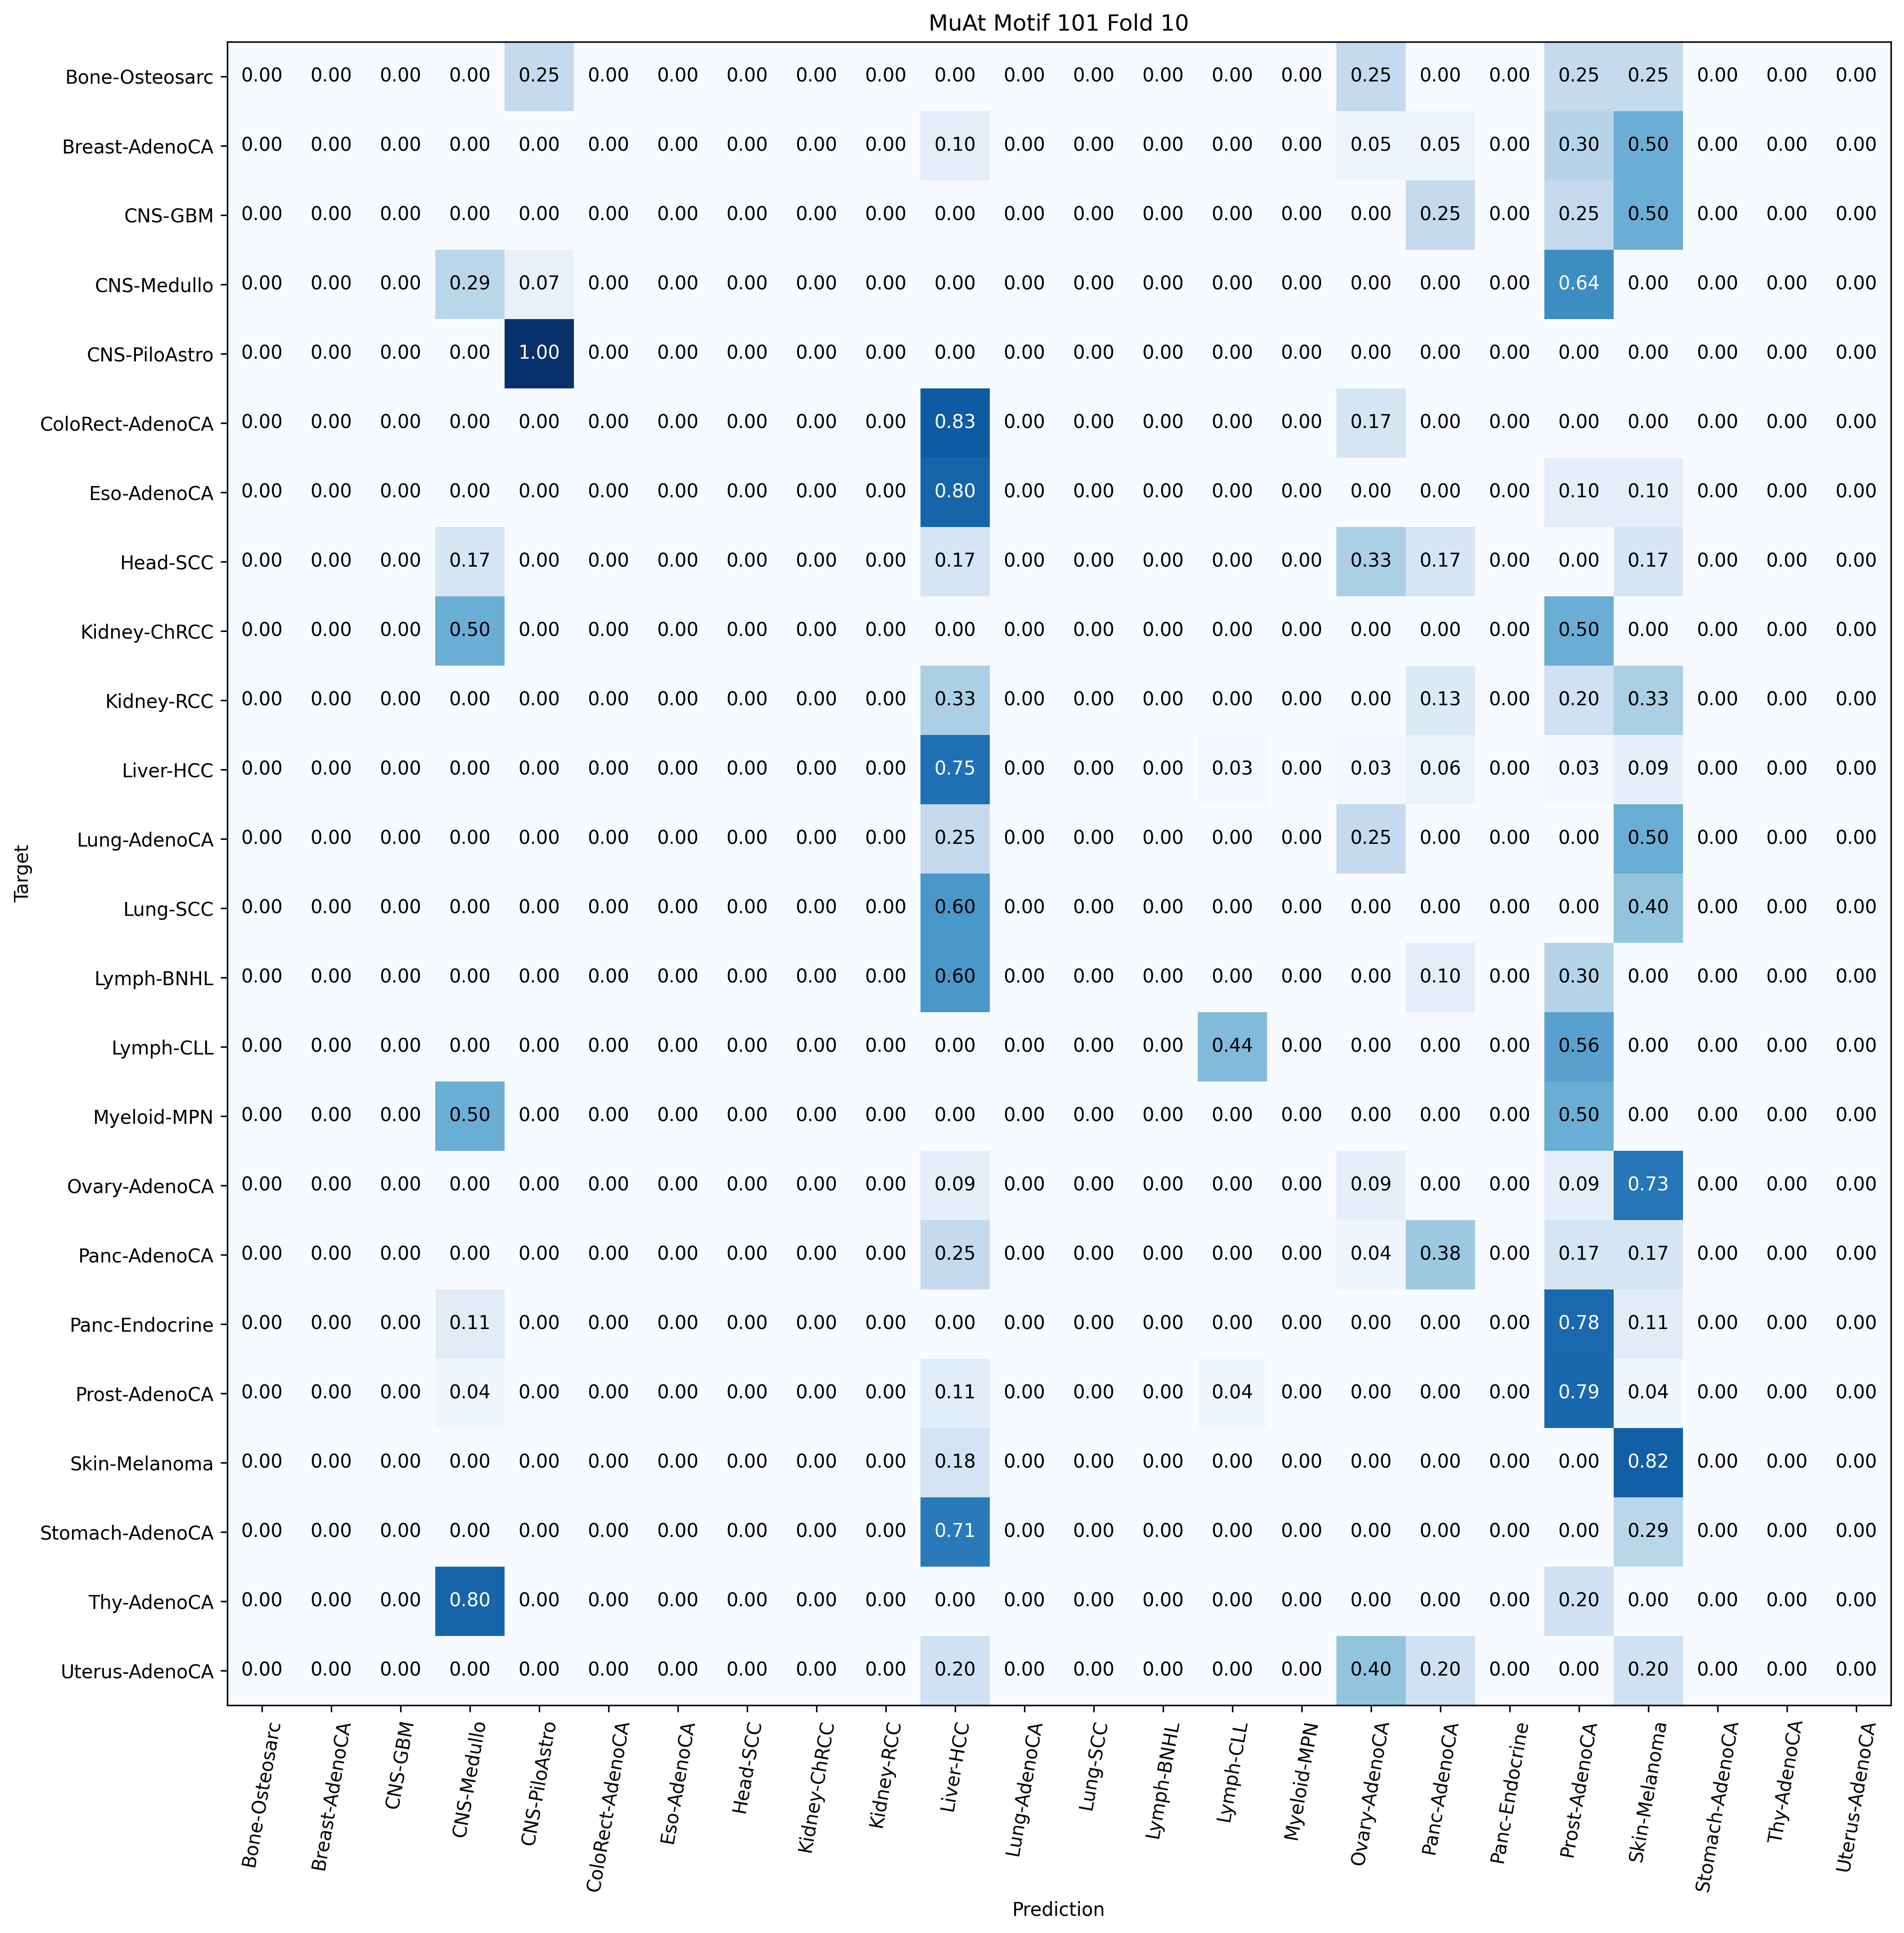 MuAt Motif 101 Fold 10
Bone-Osteosarc 0.00 0.00 0.00 0.00 0.25 0.00 0.00 0.00 0.00 0.00 0.00 0.00 0.00 0.00 0.00 0.00 0.25 0.00 0.00 0.25 0.25 0.00 0.00 0.00
Breast-AdenoCA 0.00 0.00 0.00 0.00 0.00 0.00 0.00 0.00 0.00 0.00 0.10 0.00 0.00 0.00 0.00 0.00 0.05 0.05 0.00 0.30 0.50 0.00 0.00 0.00
CNS-GBM 0.00 0.00 0.00 0.00 0.00 0.00 0.00 0.00 0.00 0.00 0.00 0.00 0.00 0.00 0.00 0.00 0.00 0.25 0.00 0.25 0.50 0.00 0.00 0.00
CNS-Medullo 0.00 0.00 0.00 0.29 0.07 0.00 0.00 0.00 0.00 0.00 0.00 0.00 0.00 0.00 0.00 0.00 0.00 0.00 0.00 0.64 0.00 0.00 0.00 0.00
CNS-PiloAstro 0.00 0.00 0.00 0.00 1.00 0.00 0.00 0.00 0.00 0.00 0.00 0.00 0.00 0.00 0.00 0.00 0.00 0.00 0.00 0.00 0.00 0.00 0.00 0.00
ColoRect-AdenoCA 0.00 0.00 0.00 0.00 0.00 0.00 0.00 0.00 0.00 0.00 0.83 0.00 0.00 0.00 0.00 0.00 0.17 0.00 0.00 0.00 0.00 0.00 0.00 0.00
Eso-AdenoCA 0.00 0.00 0.00 0.00 0.00 0.00 0.00 0.00 0.00 0.00 0.80 0.00 0.00 0.00 0.00 0.00 0.00 0.00 0.00 0.10 0.10 0.00 0.00 0.00
Head-SCC 0.00 0.00 0.00 0.17 0.00 0.00 0.00 0.00 0.00 0.00 0.17 0.00 0.00 0.00 0.00 0.00 0.33 0.17 0.00 0.00 0.17 0.00 0.00 0.00
Kidney-ChRCC 0.00 0.00 0.00 0.50 0.00 0.00 0.00 0.00 0.00 0.00 0.00 0.00 0.00 0.00 0.00 0.00 0.00 0.00 0.00 0.50 0.00 0.00 0.00 0.00
Kidney-RCC 0.00 0.00 0.00 0.00 0.00 0.00 0.00 0.00 0.00 0.00 0.33 0.00 0.00 0.00 0.00 0.00 0.00 0.13 0.00 0.20 0.33 0.00 0.00 0.00
Liver-HCC 0.00 0.00 0.00 0.00 0.00 0.00 0.00 0.00 0.00 0.00 0.75 0.00 0.00 0.00 0.03 0.00 0.03 0.06 0.00 0.03 0.09 0.00 0.00 0.00
Lung-AdenoCA 0.00 0.00 0.00 0.00 0.00 0.00 0.00 0.00 0.00 0.00 0.25 0.00 0.00 0.00 0.00 0.00 0.25 0.00 0.00 0.00 0.50 0.00 0.00 0.00
Lung-SCC 0.00 0.00 0.00 0.00 0.00 0.00 0.00 0.00 0.00 0.00 0.60 0.00 0.00 0.00 0.00 0.00 0.00 0.00 0.00 0.00 0.40 0.00 0.00 0.00
Lymph-BNHL 0.00 0.00 0.00 0.00 0.00 0.00 0.00 0.00 0.00 0.00 0.60 0.00 0.00 0.00 0.00 0.00 0.00 0.10 0.00 0.30 0.00 0.00 0.00 0.00
Lymph-CLL 0.00 0.00 0.00 0.00 0.00 0.00 0.00 0.00 0.00 0.00 0.00 0.00 0.00 0.00 0.44 0.00 0.00 0.00 0.00 0.56 0.00 0.00 0.00 0.00
Myeloid-MPN 0.00 0.00 0.00 0.50 0.00 0.00 0.00 0.00 0.00 0.00 0.00 0.00 0.00 0.00 0.00 0.00 0.00 0.00 0.00 0.50 0.00 0.00 0.00 0.00
Ovary-AdenoCA 0.00 0.00 0.00 0.00 0.00 0.00 0.00 0.00 0.00 0.00 0.09 0.00 0.00 0.00 0.00 0.00 0.09 0.00 0.00 0.09 0.73 0.00 0.00 0.00
Panc-AdenoCA 0.00 0.00 0.00 0.00 0.00 0.00 0.00 0.00 0.00 0.00 0.25 0.00 0.00 0.00 0.00 0.00 0.04 0.38 0.00 0.17 0.17 0.00 0.00 0.00
Panc-Endocrine 0.00 0.00 0.00 0.11 0.00 0.00 0.00 0.00 0.00 0.00 0.00 0.00 0.00 0.00 0.00 0.00 0.00 0.00 0.00 0.78 0.11 0.00 0.00 0.00
Prost-AdenoCA 0.00 0.00 0.00 0.04 0.00 0.00 0.00 0.00 0.00 0.00 0.11 0.00 0.00 0.00 0.04 0.00 0.00 0.00 0.00 0.79 0.04 0.00 0.00 0.00
Skin-Melanoma 0.00 0.00 0.00 0.00 0.00 0.00 0.00 0.00 0.00 0.00 0.18 0.00 0.00 0.00 0.00 0.00 0.00 0.00 0.00 0.00 0.82 0.00 0.00 0.00
Stomach-AdenoCA 0.00 0.00 0.00 0.00 0.00 0.00 0.00 0.00 0.00 0.00 0.71 0.00 0.00 0.00 0.00 0.00 0.00 0.00 0.00 0.00 0.29 0.00 0.00 0.00
Thy-AdenoCA 0.00 0.00 0.00 0.80 0.00 0.00 0.00 0.00 0.00 0.00 0.00 0.00 0.00 0.00 0.00 0.00 0.00 0.00 0.00 0.20 0.00 0.00 0.00 0.00
Uterus-AdenoCA 0.00 0.00 0.00 0.00 0.00 0.00 0.00 0.00 0.00 0.00 0.20 0.00 0.00 0.00 0.00 0.00 0.40 0.20 0.00 0.00 0.20 0.00 0.00 0.00
Target
Bone-Osteosarc Breast-AdenoCA CNS-GBM CNS-Medullo CNS-PiloAstro ColoRect-AdenoCA Eso-AdenoCA Head-SCC Kidney-ChRCC Kidney-RCC Liver-HCC Lung-AdenoCA Lung-SCC Lymph-BNHL Lymph-CLL Myeloid-MPN Ovary-AdenoCA Panc-AdenoCA Panc-Endocrine Prost-AdenoCA Skin-Melanoma Stomach-AdenoCA Thy-AdenoCA Uterus-AdenoCA
Prediction